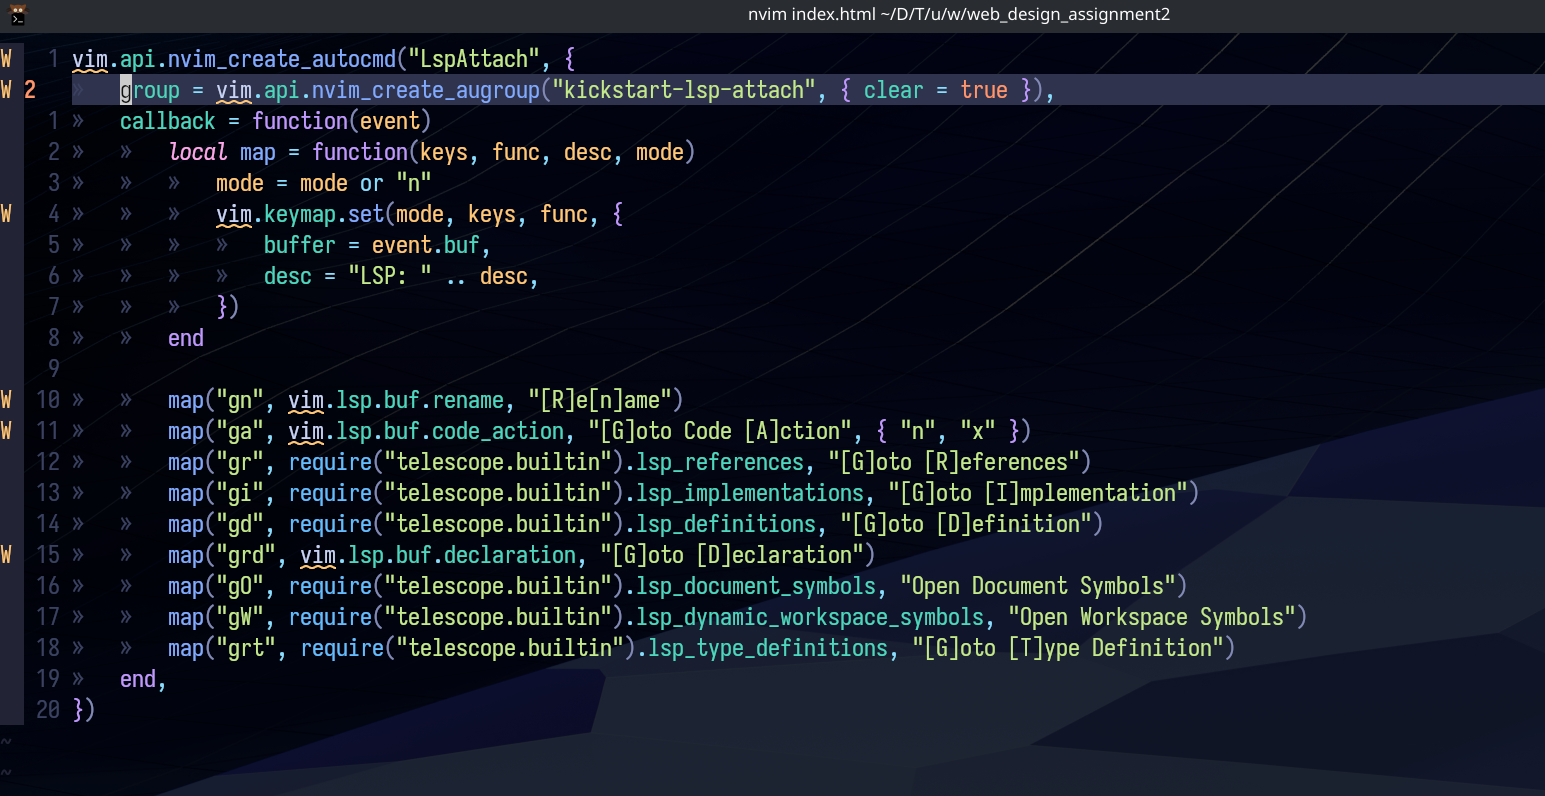 nvim index.html ~/D/T/u/w/web_design_assignment2
W 1 vim.api.nvim_create_autocmd("LspAttach", {
W 2 » group = vim.api.nvim_create_augroup("kickstart-lsp-attach", { clear = true }),
1 » callback = function(event)
2 » » local map = function(keys, func, desc, mode)
3 » » » mode = mode or "n"
W 4 » » » vim.keymap.set(mode, keys, func, {
5 » » » » buffer = event.buf,
6 » » » » desc = "LSP: " .. desc,
7 » » » })
8 » » end
9
W 10 » » map("gn", vim.lsp.buf.rename, "[R]e[n]ame")
W 11 » » map("ga", vim.lsp.buf.code_action, "[G]oto Code [A]ction", { "n", "x" })
12 » » map("gr", require("telescope.builtin").lsp_references, "[G]oto [R]eferences")
13 » » map("gi", require("telescope.builtin").lsp_implementations, "[G]oto [I]mplementation")
14 » » map("gd", require("telescope.builtin").lsp_definitions, "[G]oto [D]efinition")
W 15 » » map("grd", vim.lsp.buf.declaration, "[G]oto [D]eclaration")
16 » » map("gO", require("telescope.builtin").lsp_document_symbols, "Open Document Symbols")
17 » » map("gW", require("telescope.builtin").lsp_dynamic_workspace_symbols, "Open Workspace Symbols")
18 » » map("grt", require("telescope.builtin").lsp_type_definitions, "[G]oto [T]ype Definition")
19 » end,
20 })
~
~